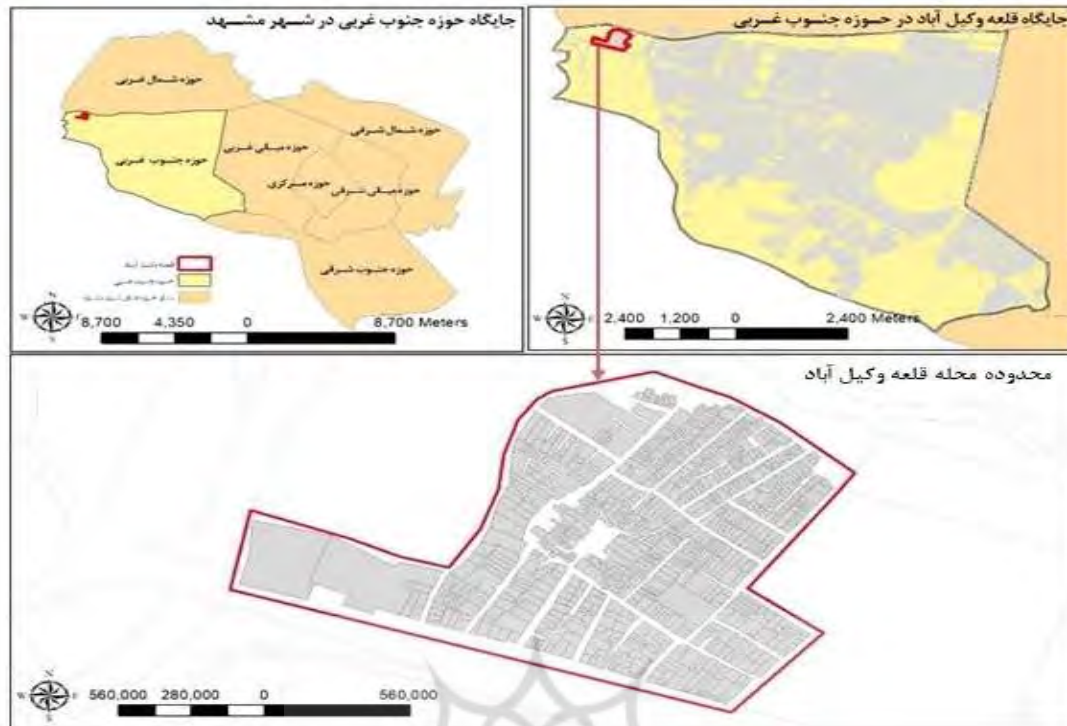 جایگاه حوزه جنوب غربی در شهر مشهد
حوزه شمال غربی
حوزه شمال شرقی
حوزه میانی غربی
حوزه جنوب غربی
حوزه مرکزی
حوزه میانی شرقی
حوزه جنوب شرقی
N
W E
S
8,700 4,350 0 8,700 Meters
جایگاه قلعه وکیل آباد در حوزه جنوب غربی
N
W E
S
2,400 1,200 0 2,400 Meters
محدوده محله قلعه وکیل آباد
N
W E
S
560,000 280,000 0 560,000